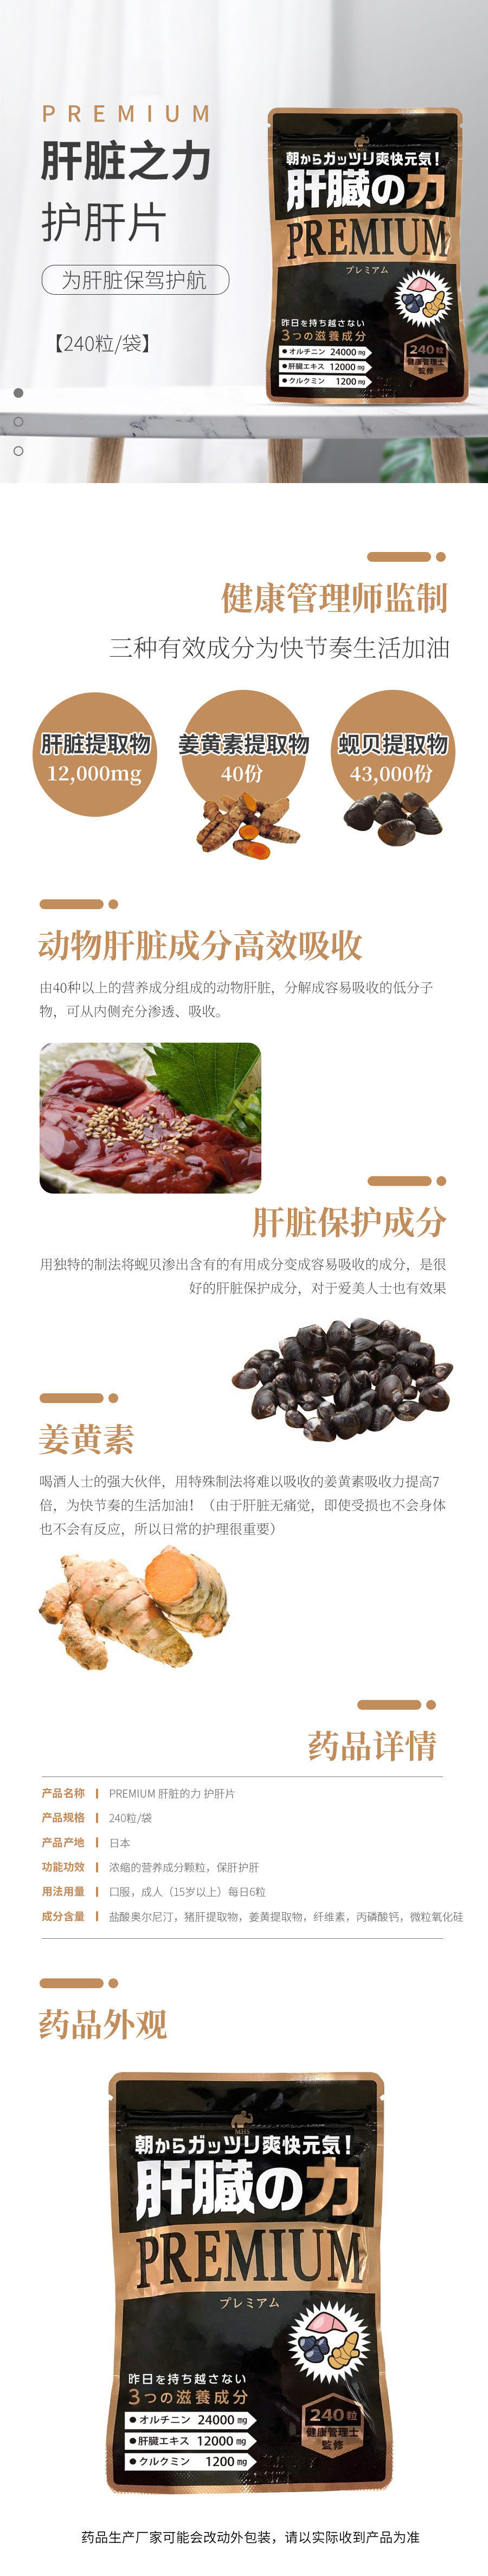 PREMIUM
肝脏之力
护肝片
为肝脏保驾护航
【240粒/袋】
MHS
朝からガッツリ爽快元気!
肝臓の力
PREMIUM
プレミアム
昨日を持ち越さない
3つの滋養成分
●オルチニン 24000mg
●肝臓エキス 12000mg
●クルクミン 1200mg
240粒
健康管理士
監修
健康管理师监制
三种有效成分为快节奏生活加油
肝脏提取物
12,000mg
姜黄素提取物
40份
蚬贝提取物
43,000份
动物肝脏成分高效吸收
由40种以上的营养成分组成的动物肝脏，分解成容易吸收的低分子
物，可从内侧充分渗透、吸收。
肝脏保护成分
用独特的制法将蚬贝渗出含有的有用成分变成容易吸收的成分，是很
好的肝脏保护成分，对于爱美人士也有效果
姜黄素
喝酒人士的强大伙伴，用特殊制法将难以吸收的姜黄素吸收力提高7
倍，为快节奏的生活加油！（由于肝脏无痛觉，即使受损也不会身体
也不会有反应，所以日常的护理很重要）
药品详情
产品名称 PREMIUM 肝脏的力 护肝片
产品规格 240粒/袋
产品产地 日本
功能功效 浓缩的营养成分颗粒，保肝护肝
用法用量 口服，成人（15岁以上）每日6粒
成分含量 盐酸奥尔尼汀，猪肝提取物，姜黄提取物，纤维素，丙磷酸钙，微粒氧化硅
药品外观
MHS
朝からガッツリ爽快元気!
肝臓の力
PREMIUM
プレミアム
昨日を持ち越さない
3つの滋養成分
●オルチニン 24000mg
●肝臓エキス 12000mg
●クルクミン 1200mg
240粒
健康管理士
監修
药品生产厂家可能会改动外包装，请以实际收到产品为准